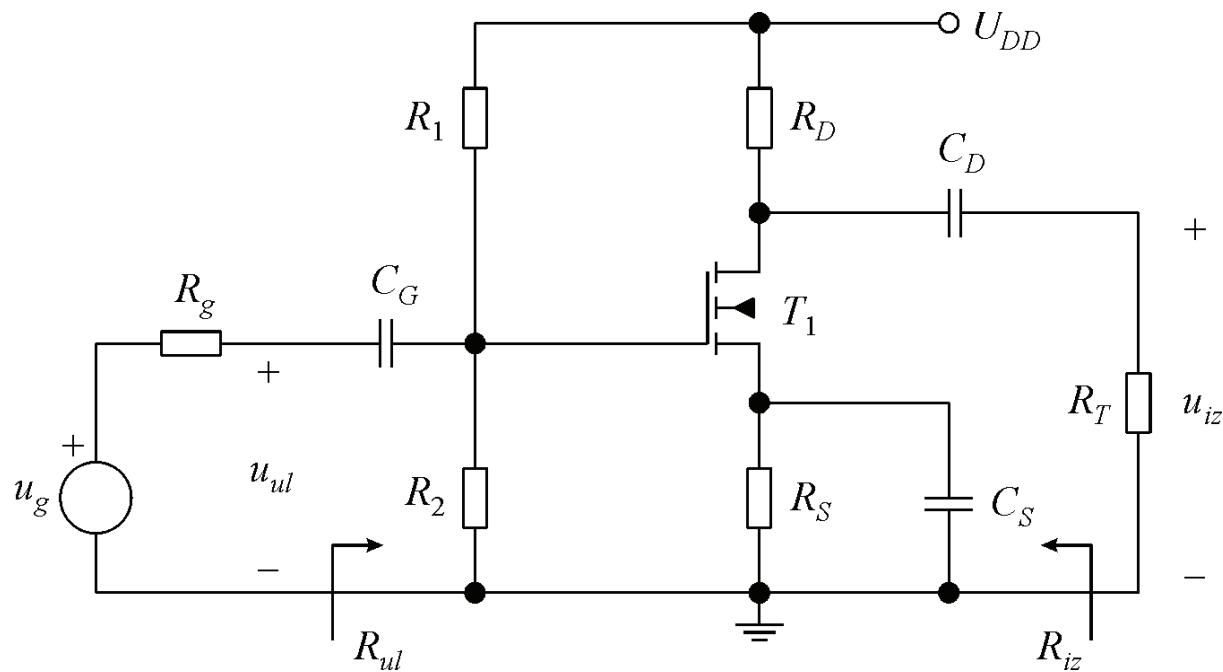 U_DD
R_1
R_D
C_D
+
R_g
C_G
T_1
+
+
R_T
u_iz
u_g
u_ul
R_2
R_S
C_S
−
−
R_ul
R_iz